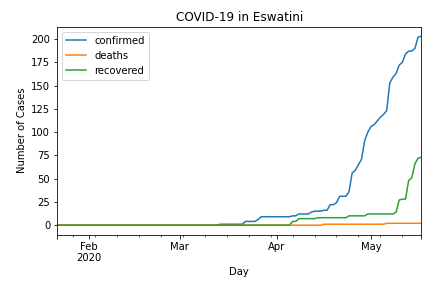 COVID-19 in Eswatini
confirmed
deaths
recovered
Number of Cases
200
175
150
125
100
75
50
25
0
Feb
2020
Mar
Apr
May
Day